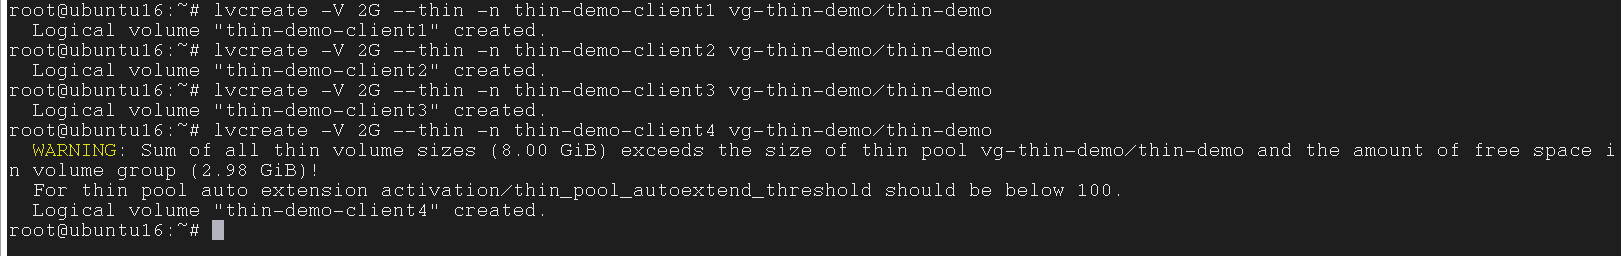 root@ubuntu16:~# lvcreate -V 2G --thin -n thin-demo-client1 vg-thin-demo/thin-demo
  Logical volume "thin-demo-client1" created.
root@ubuntu16:~# lvcreate -V 2G --thin -n thin-demo-client2 vg-thin-demo/thin-demo
  Logical volume "thin-demo-client2" created.
root@ubuntu16:~# lvcreate -V 2G --thin -n thin-demo-client3 vg-thin-demo/thin-demo
  Logical volume "thin-demo-client3" created.
root@ubuntu16:~# lvcreate -V 2G --thin -n thin-demo-client4 vg-thin-demo/thin-demo
  WARNING: Sum of all thin volume sizes (8.00 GiB) exceeds the size of thin pool vg-thin-demo/thin-demo and the amount of free space i
n volume group (2.98 GiB)!
  For thin pool auto extension activation/thin_pool_autoextend_threshold should be below 100.
  Logical volume "thin-demo-client4" created.
root@ubuntu16:~#